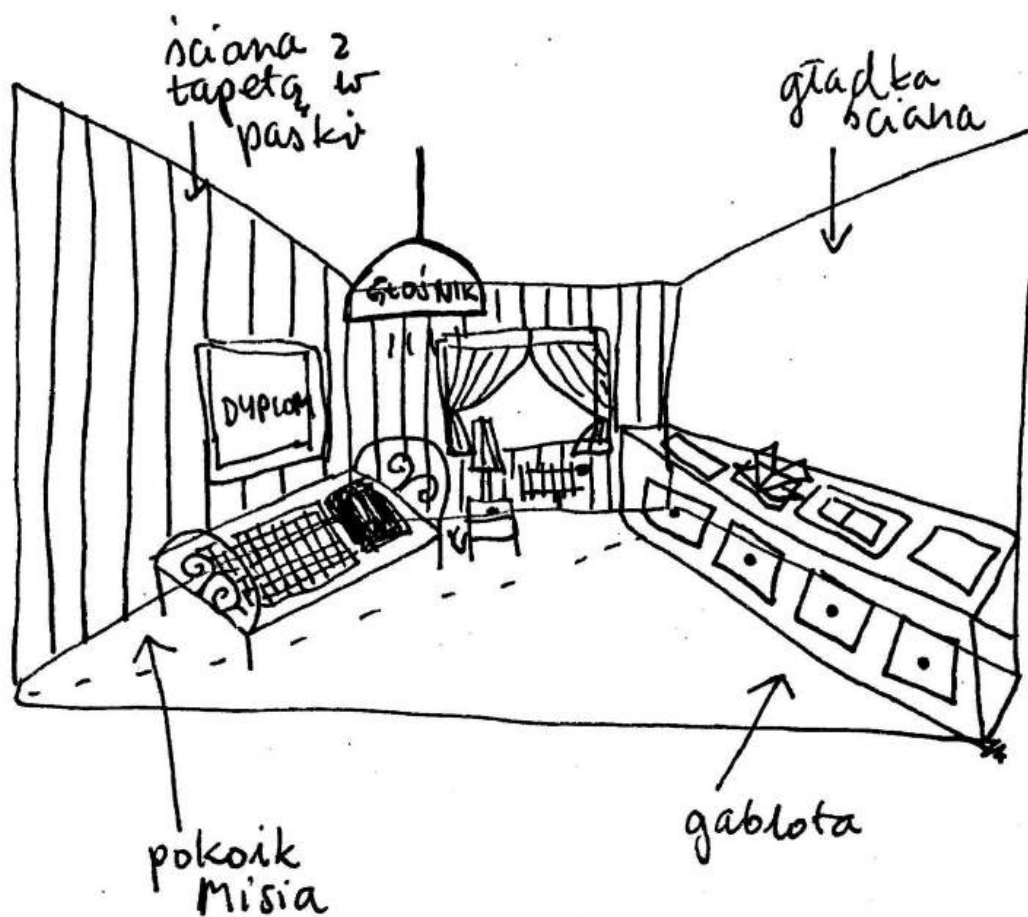 ściana z
tapetą w
paski
gładka
ściana
GŁOŚNIK
DYPLOM
pokoik
Misia
gablota